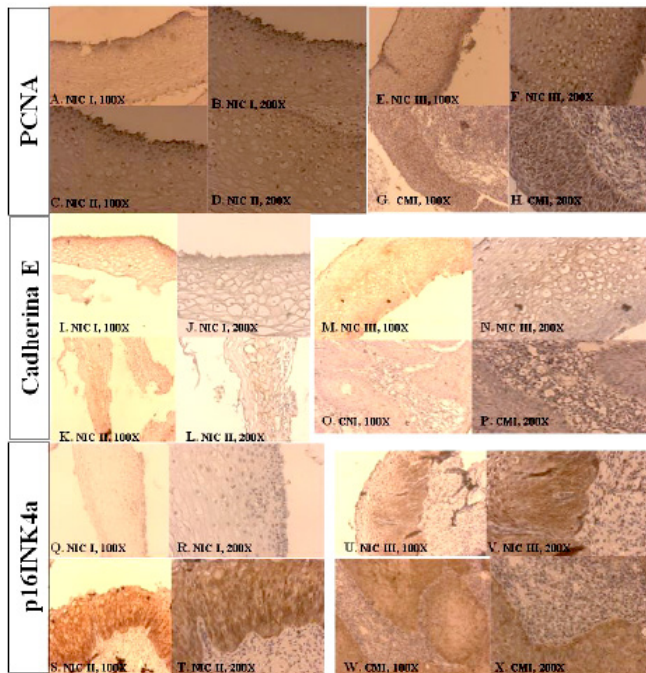 PCNA
A. NIC I, 100X
B. NIC I, 200X
E. NIC III, 100X
F. NIC III, 200X
C. NIC II, 100X
D. NIC II, 200X
G. CMI, 100X
H. CMI, 200X
Cadherina E
I. NIC I, 100X
J. NIC I, 200X
M. NIC III, 100X
N. NIC III, 200X
K. NIC II, 100X
L. NIC II, 200X
O. CNI, 100X
P. CMI, 200X
p16INK4a
Q. NIC I, 100X
R. NIC I, 200X
U. NIC III, 100X
V. NIC III, 200X
S. NIC II, 100X
T. NIC II, 200X
W. CMI, 100X
X. CMI, 200X